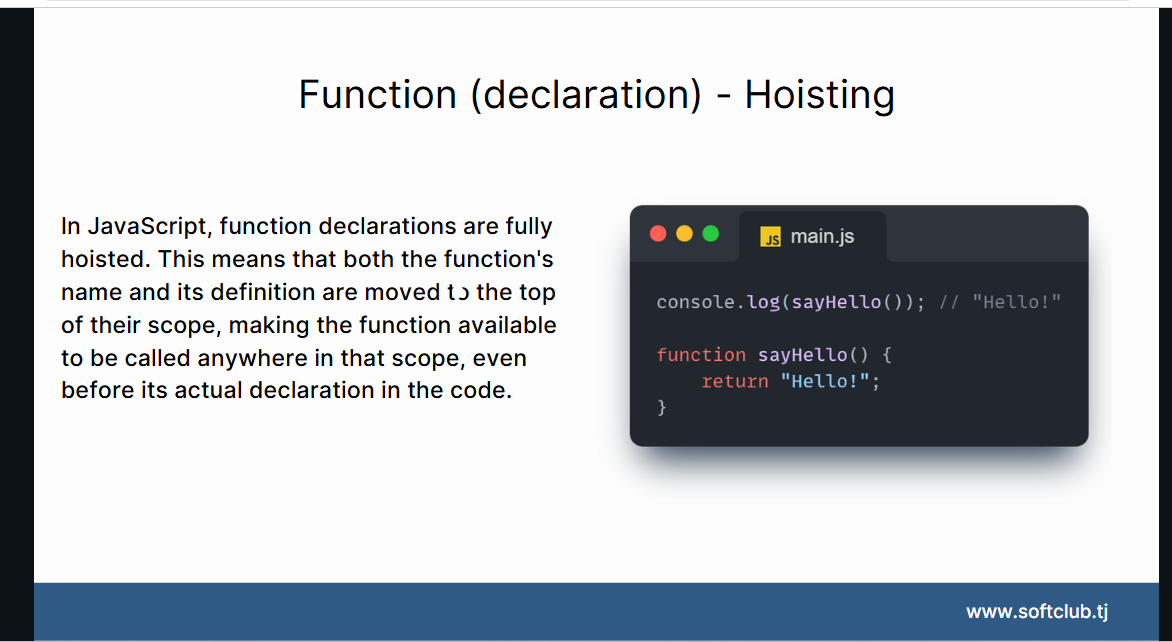 Function (declaration) - Hoisting
In JavaScript, function declarations are fully
hoisted. This means that both the function's
name and its definition are moved to the top
of their scope, making the function available
to be called anywhere in that scope, even
before its actual declaration in the code.
JS main.js
console.log(sayHello()); // "Hello!"
function sayHello() {
    return "Hello!";
}
www.softclub.tj